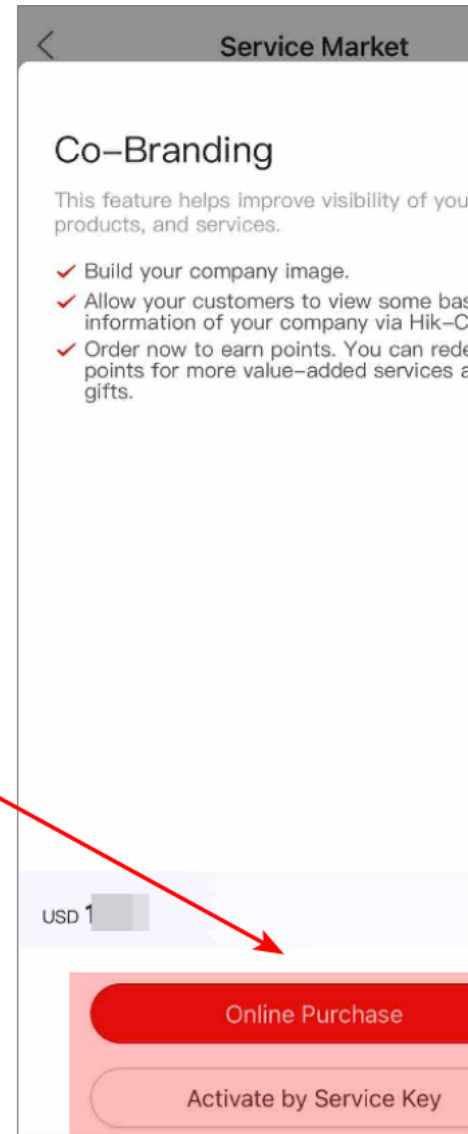 Service Market
Co–Branding
This feature helps improve visibility of you
products, and services.
Build your company image.
Allow your customers to view some bas
information of your company via Hik–C
Order now to earn points. You can rede
points for more value–added services a
gifts.
USD 1
Online Purchase
Activate by Service Key